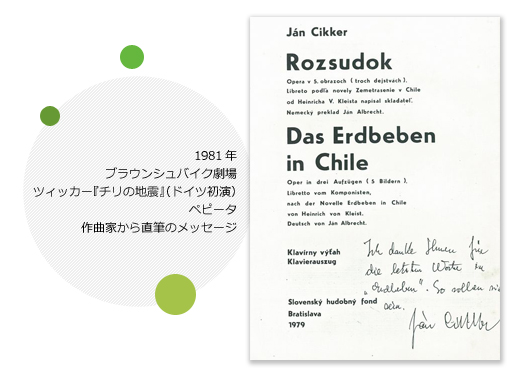 1981年
ブラウンシュバイク劇場
ツィッカー『チリの地震』（ドイツ初演）
ペピータ
作曲家から直筆のメッセージ
Ján Cikker
Rozsudok
Opera v 5. obrazoch ( troch dejstvách ).
Libreto podľa novely Zemetrasenie v Chile
od Heinricha V. Kleista napísal skladateľ.
Nemecký preklad Ján Albrecht.
Das Erdbeben
in Chile
Oper in drei Aufzügen ( 5 Bildern ).
Libretto vom Komponisten,
nach der Novelle Erdbeben in Chile
von Heinrich von Kleist.
Deutsch von Ján Albrecht.
Klavírny výťah
Klavierauszug
Ich danke Ihnen für
die letzten Worte zu
„Erdbeben". So sollen sie
sein.
Ján Cikker
Slovenský hudobný fond
Bratislava
1979